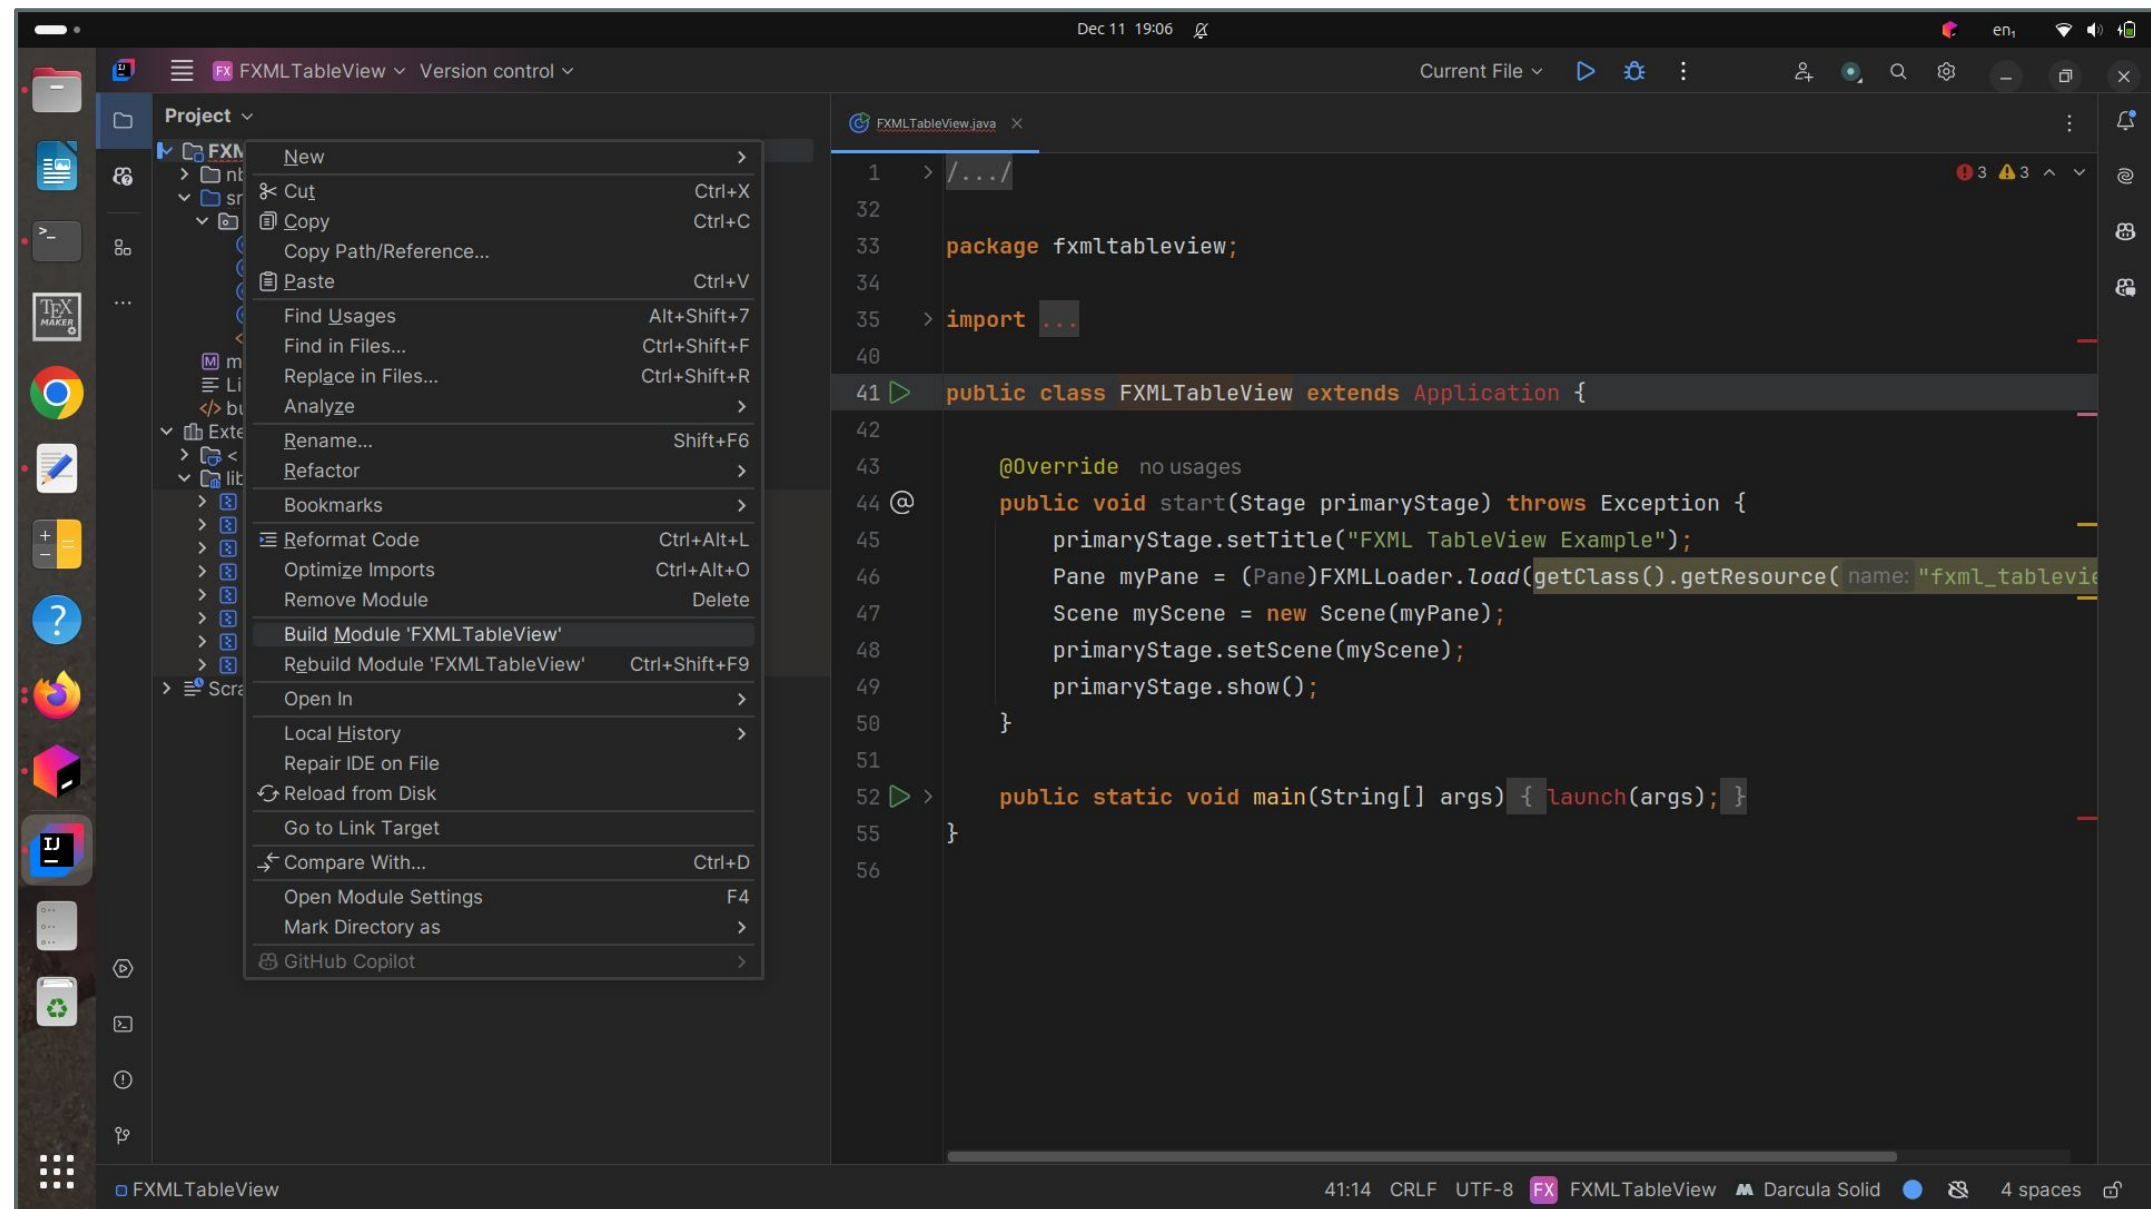 Dec 11 19:06
en₁
FX FXMLTableView Version control
Current File
Project
FXMLTableView.java
New
Cut Ctrl+X
Copy Ctrl+C
Copy Path/Reference...
Paste Ctrl+V
Find Usages Alt+Shift+7
Find in Files... Ctrl+Shift+F
Replace in Files... Ctrl+Shift+R
Analyze
Rename... Shift+F6
Refactor
Bookmarks
Reformat Code Ctrl+Alt+L
Optimize Imports Ctrl+Alt+O
Remove Module Delete
Build Module 'FXMLTableView'
Rebuild Module 'FXMLTableView' Ctrl+Shift+F9
Open In
Local History
Repair IDE on File
Reload from Disk
Go to Link Target
Compare With... Ctrl+D
Open Module Settings F4
Mark Directory as
GitHub Copilot
1 /.../
3 3
32
33 package fxmltableview;
34
35 import ...
40
41 public class FXMLTableView extends Application {
42
43 @Override no usages
44 public void start(Stage primaryStage) throws Exception {
45 primaryStage.setTitle("FXML TableView Example");
46 Pane myPane = (Pane)FXMLLoader.load(getClass().getResource( name: "fxml_tablevie
47 Scene myScene = new Scene(myPane);
48 primaryStage.setScene(myScene);
49 primaryStage.show();
50 }
51
52 public static void main(String[] args) { launch(args); }
55 }
56
TEX
MAKER
IJ
FXMLTableView
41:14 CRLF UTF-8 FX FXMLTableView Darcula Solid 4 spaces